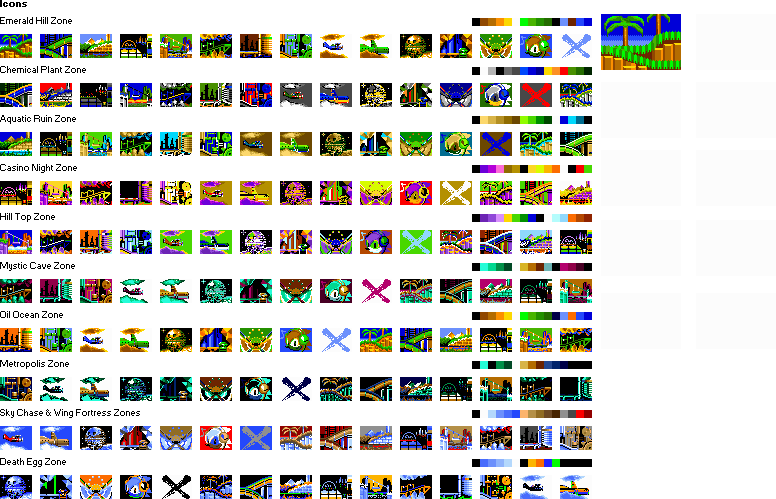 Icons
Emerald Hill Zone
Chemical Plant Zone
Aquatic Ruin Zone
Casino Night Zone
Hill Top Zone
Mystic Cave Zone
Oil Ocean Zone
Metropolis Zone
Sky Chase & Wing Fortress Zones
Death Egg Zone